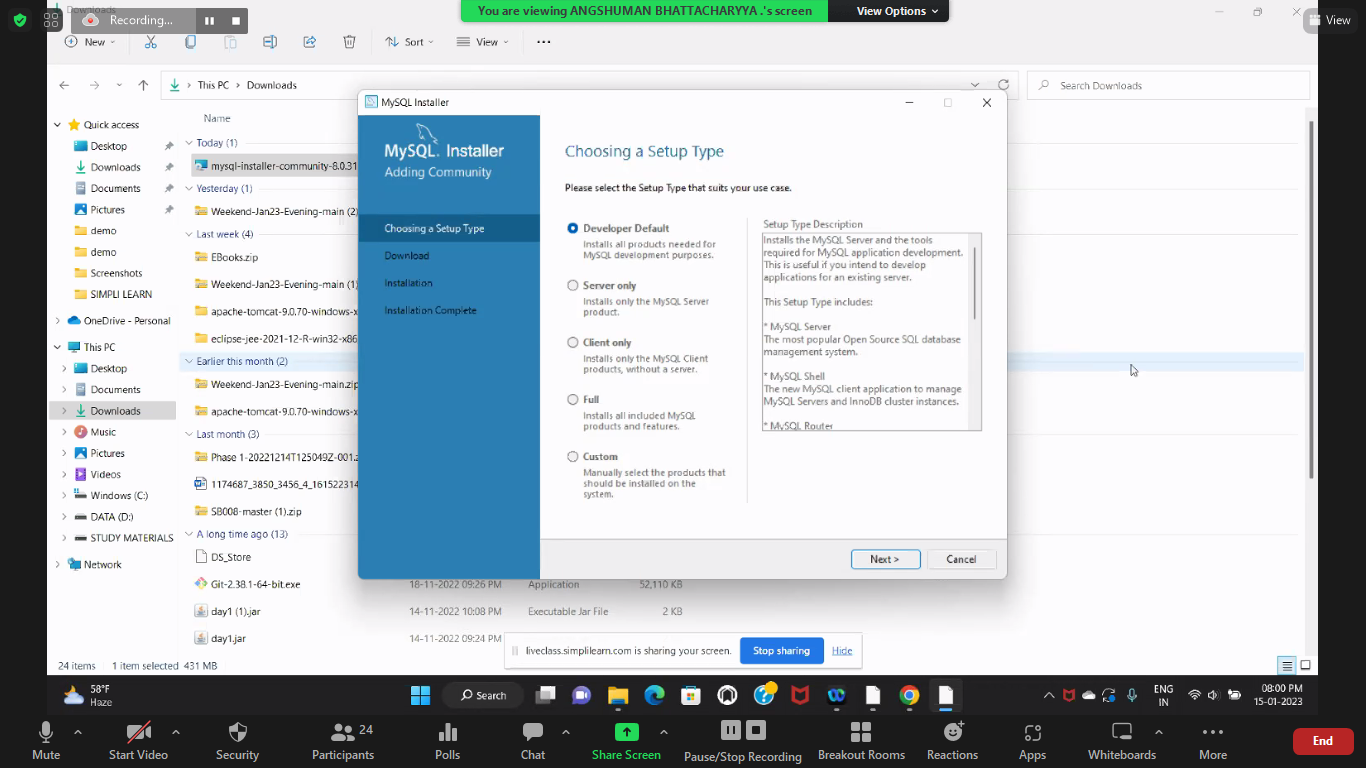 Downloads
Recording...
You are viewing ANGSHUMAN BHATTACHARYYA .'s screen
View Options
View
New
Sort
View
This PC > Downloads
Search Downloads
Name
Quick access
Desktop
Downloads
Documents
Pictures
demo
demo
Screenshots
SIMPLI LEARN
OneDrive - Personal
This PC
Desktop
Documents
Downloads
Music
Pictures
Videos
Windows (C:)
DATA (D:)
STUDY MATERIALS
Network
Today (1)
mysql-installer-community-8.0.31
Yesterday (1)
Weekend-Jan23-Evening-main (2)
Last week (4)
EBooks.zip
Weekend-Jan23-Evening-main (1)
apache-tomcat-9.0.70-windows-x
eclipse-jee-2021-12-R-win32-x86
Earlier this month (2)
Weekend-Jan23-Evening-main.zip
apache-tomcat-9.0.70-windows-x
Last month (3)
Phase 1-20221214T125049Z-001.z
1174687_3850_3456_4_161522314
SB008-master (1).zip
A long time ago (13)
DS_Store
Git-2.38.1-64-bit.exe 18-11-2022 09:26 PM Application 52,110 KB
day1 (1).jar 14-11-2022 10:08 PM Executable Jar File 2 KB
day1.jar 14-11-2022 09:24 PM
MySQL Installer
MySQL. Installer
Adding Community
Choosing a Setup Type
Download
Installation
Installation Complete
Choosing a Setup Type
Please select the Setup Type that suits your use case.
Developer Default
Installs all products needed for
MySQL development purposes.
Server only
Installs only the MySQL Server
product.
Client only
Installs only the MySQL Client
products, without a server.
Full
Installs all included MySQL
products and features.
Custom
Manually select the products that
should be installed on the
system.
Setup Type Description
Installs the MySQL Server and the tools
required for MySQL application development.
This is useful if you intend to develop
applications for an existing server.
This Setup Type includes:
* MySQL Server
The most popular Open Source SQL database
management system.
* MySQL Shell
The new MySQL client application to manage
MySQL Servers and InnoDB cluster instances.
* MySQL Router
Next >
Cancel
liveclass.simplilearn.com is sharing your screen.
Stop sharing
Hide
24 items 1 item selected 431 MB
58°F
Haze
Search
ENG
IN
08:00 PM
15-01-2023
Mute
Start Video
Security
Participants
24
Polls
Chat
Share Screen
Pause/Stop Recording
Breakout Rooms
Reactions
Apps
Whiteboards
More
End